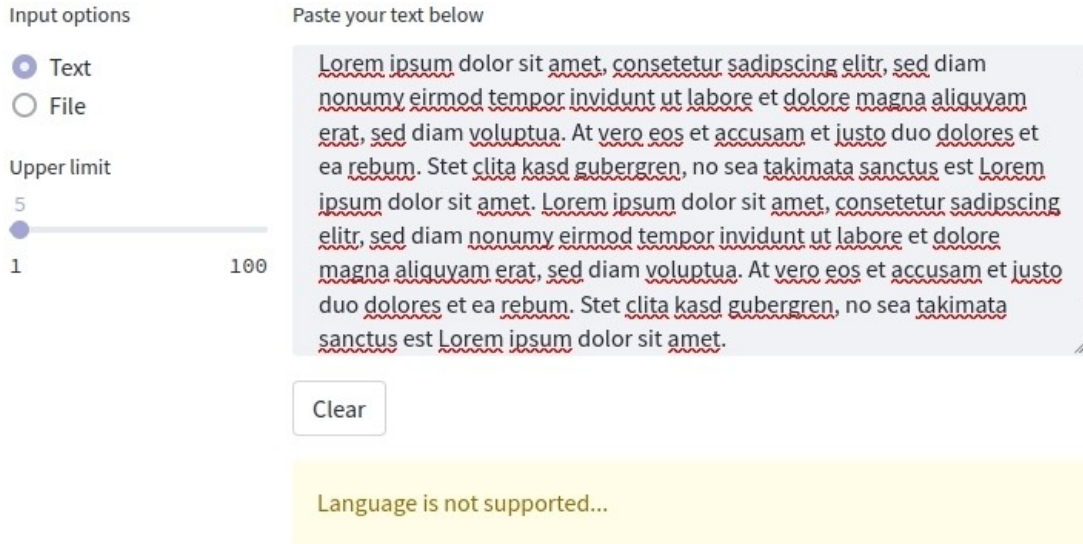 Input options
Text
File
Upper limit
5
1 100
Paste your text below
Lorem ipsum dolor sit amet, consetetur sadipscing elitr, sed diam
nonumy eirmod tempor invidunt ut labore et dolore magna aliquyam
erat, sed diam voluptua. At vero eos et accusam et justo duo dolores et
ea rebum. Stet clita kasd gubergren, no sea takimata sanctus est Lorem
ipsum dolor sit amet. Lorem ipsum dolor sit amet, consetetur sadipscing
elitr, sed diam nonumy eirmod tempor invidunt ut labore et dolore
magna aliquyam erat, sed diam voluptua. At vero eos et accusam et justo
duo dolores et ea rebum. Stet clita kasd gubergren, no sea takimata
sanctus est Lorem ipsum dolor sit amet.
Clear
Language is not supported...